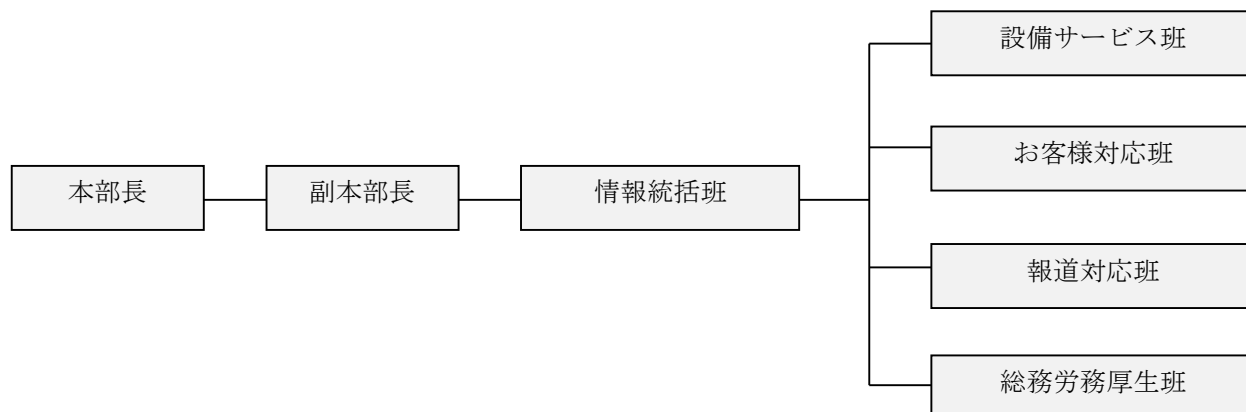 本部長
副本部長
情報統括班
設備サービス班
お客様対応班
報道対応班
総務労務厚生班